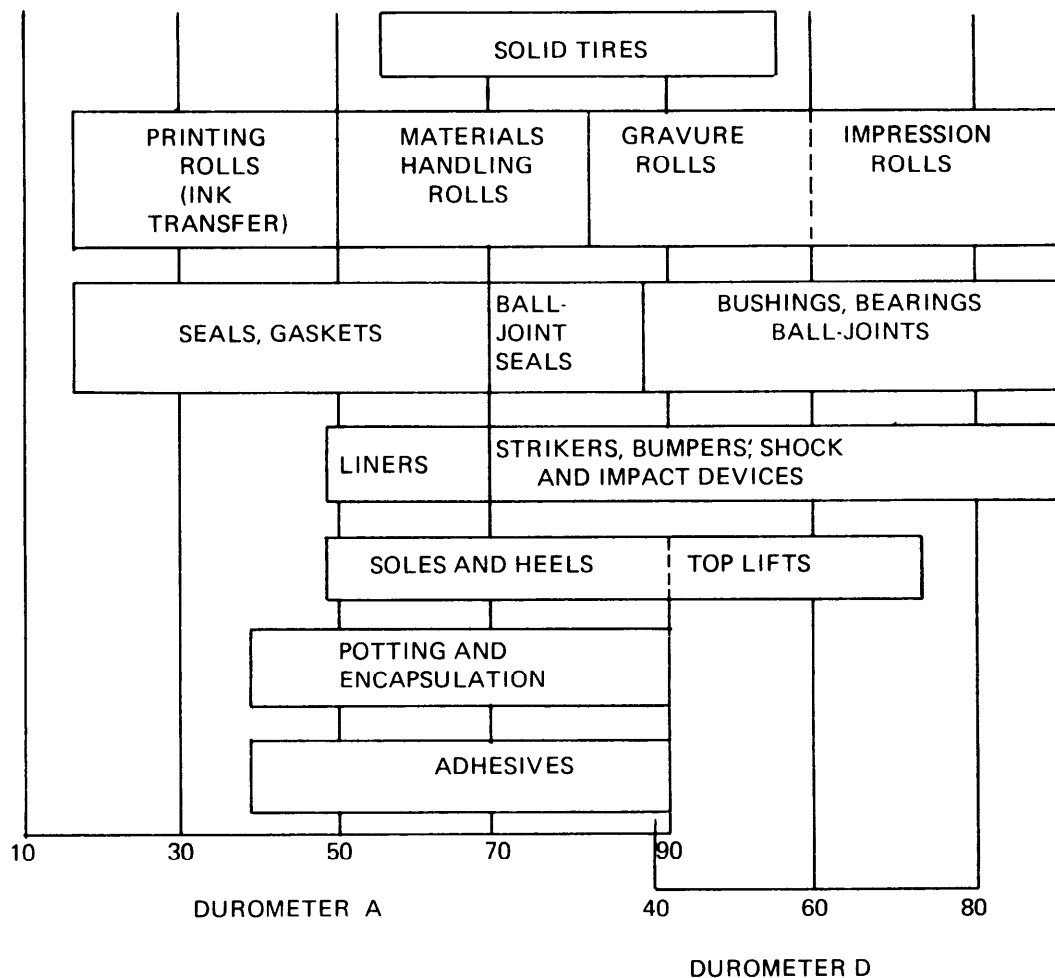 SOLID TIRES
PRINTING
ROLLS
(INK
TRANSFER)
MATERIALS
HANDLING
ROLLS
GRAVURE
ROLLS
IMPRESSION
ROLLS
SEALS, GASKETS
BALL-
JOINT
SEALS
BUSHINGS, BEARINGS
BALL-JOINTS
LINERS
STRIKERS, BUMPERS', SHOCK
AND IMPACT DEVICES
SOLES AND HEELS
TOP LIFTS
POTTING AND
ENCAPSULATION
ADHESIVES
10 30 50 70 90
DUROMETER A
40 60 80
DUROMETER D